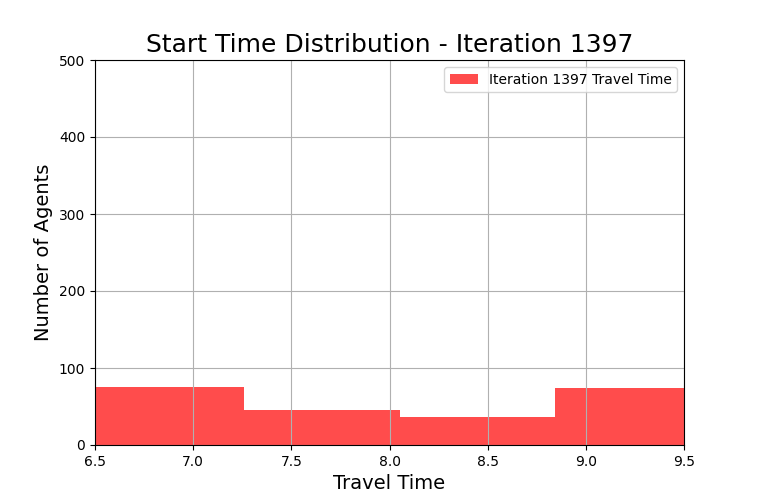 Start Time Distribution - Iteration 1397
Iteration 1397 Travel Time
Number of Agents
500
400
300
200
100
0
6.5 7.0 7.5 8.0 8.5 9.0 9.5
Travel Time